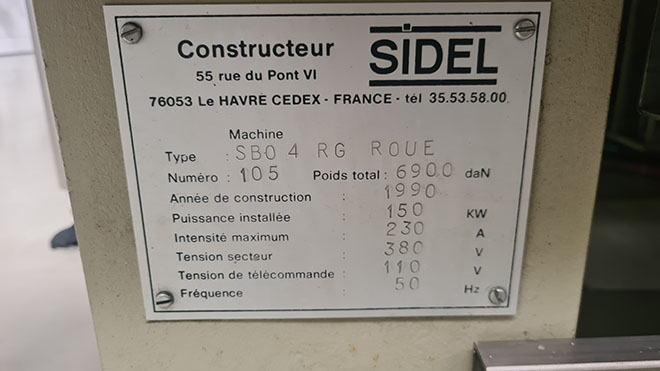 Constructeur SIDEL
55 rue du Pont VI
76053 Le HAVRE CEDEX - FRANCE - tél 35.53.58.00
Machine
Type : SBO 4 RG ROUE
Numéro : 105 Poids total : 6900 daN
Année de construction : 1990
Puissance installée : 150 KW
Intensité maximum : 230 A
Tension secteur : 380 V
Tension de télécommande : 110 V
Fréquence : 50 Hz